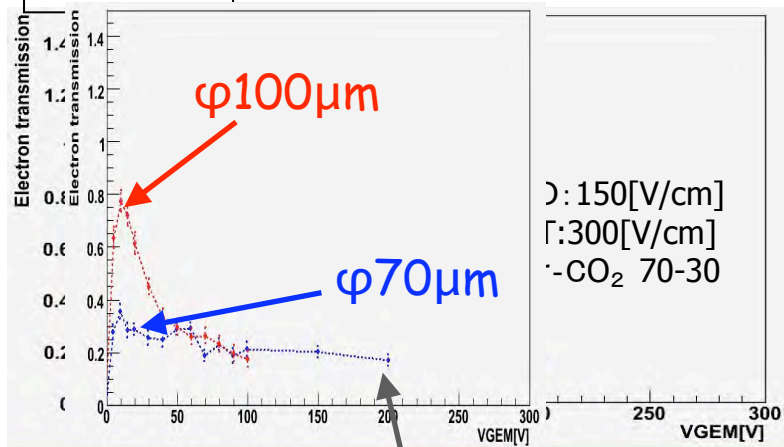 Electron transmission
1.4
1.2
0.8
0.6
0.4
0.2
Electron transmission
1.4
1.2
1
0.8
0.6
0.4
0.2
0
φ100μm
φ70μm
:150[V/cm]
:300[V/cm]
-CO₂ 70-30
0
50
100
150
200
250
300
VGEM[V]
250
300
VGEM[V]